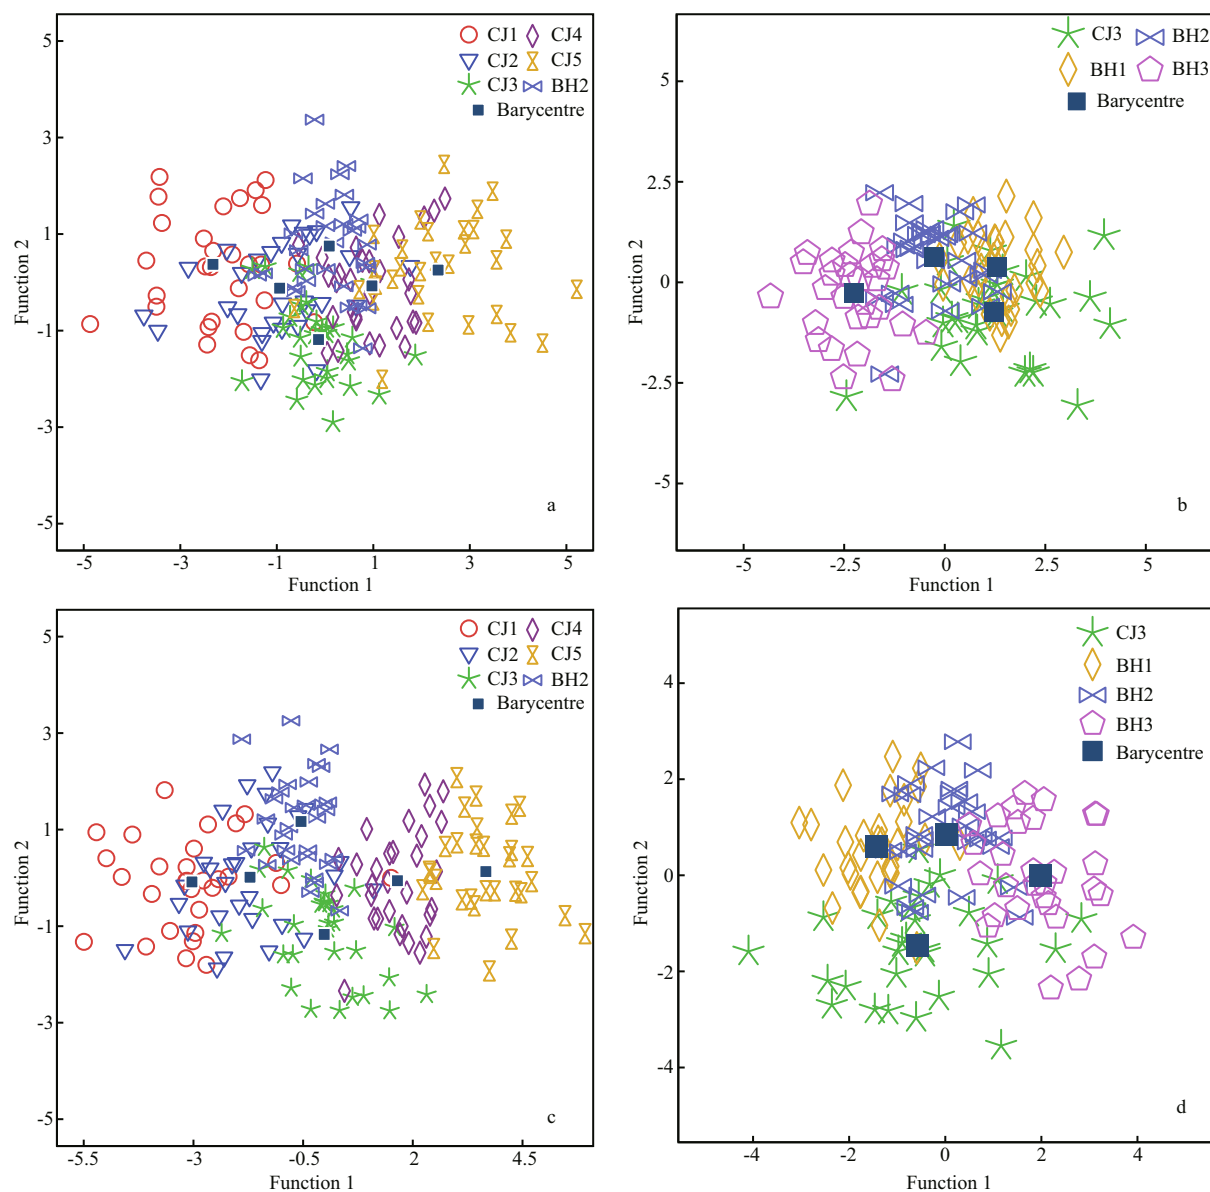 CJ1 CJ4
CJ2 CJ5
CJ3 BH2
Barycentre
5
3
1
-1
-3
-5
Function 2
-5 -3 -1 1 3 5
Function 1
a
CJ3 BH2
BH1 BH3
Barycentre
5
2.5
0
-2.5
-5
Function 2
-5 -2.5 0 2.5 5
Function 1
b
CJ1 CJ4
CJ2 CJ5
CJ3 BH2
Barycentre
5
3
1
-1
-3
-5
Function 2
-5.5 -3 -0.5 2 4.5
Function 1
c
CJ3
BH1
BH2
BH3
Barycentre
4
2
0
-2
-4
Function 2
-4 -2 0 2 4
Function 1
d